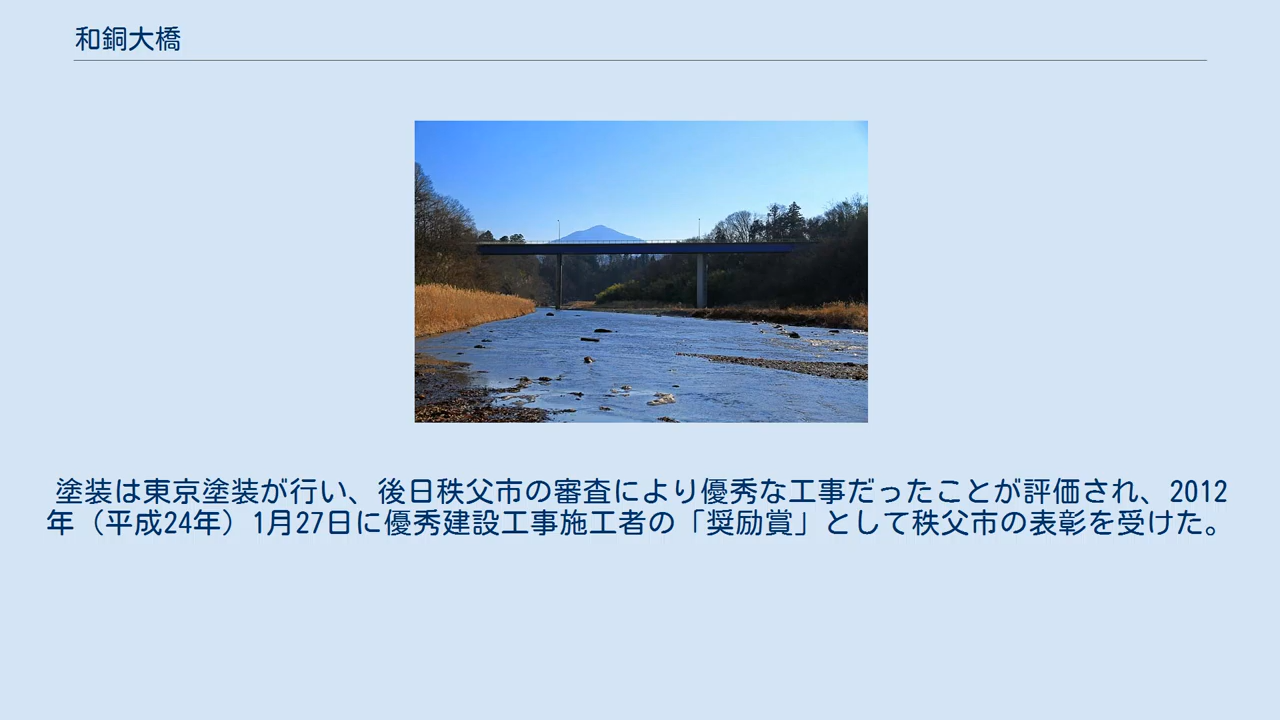 和銅大橋
塗装は東京塗装が行い、後日秩父市の審査により優秀な工事だったことが評価され、2012
年（平成24年）1月27日に優秀建設工事施工者の「奨励賞」として秩父市の表彰を受けた。